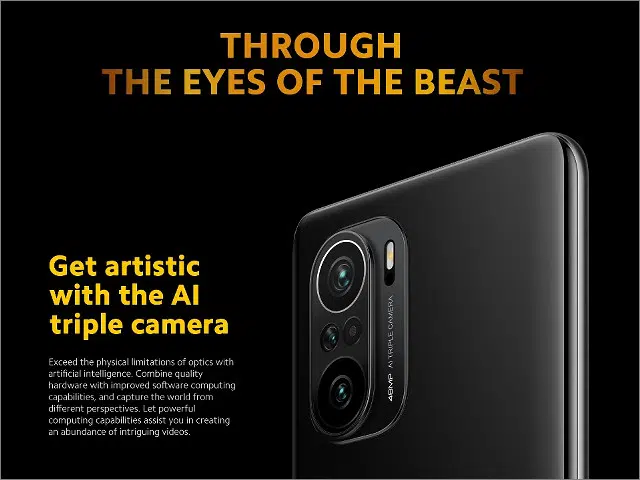 THROUGH
THE EYES OF THE BEAST
Get artistic
with the AI
triple camera
Exceed the physical limitations of optics with
artificial intelligence. Combine quality
hardware with improved software computing
capabilities, and capture the world from
different perspectives. Let powerful
computing capabilities assist you in creating
an abundance of intriguing videos.
48MP AI TRIPLE CAMERA